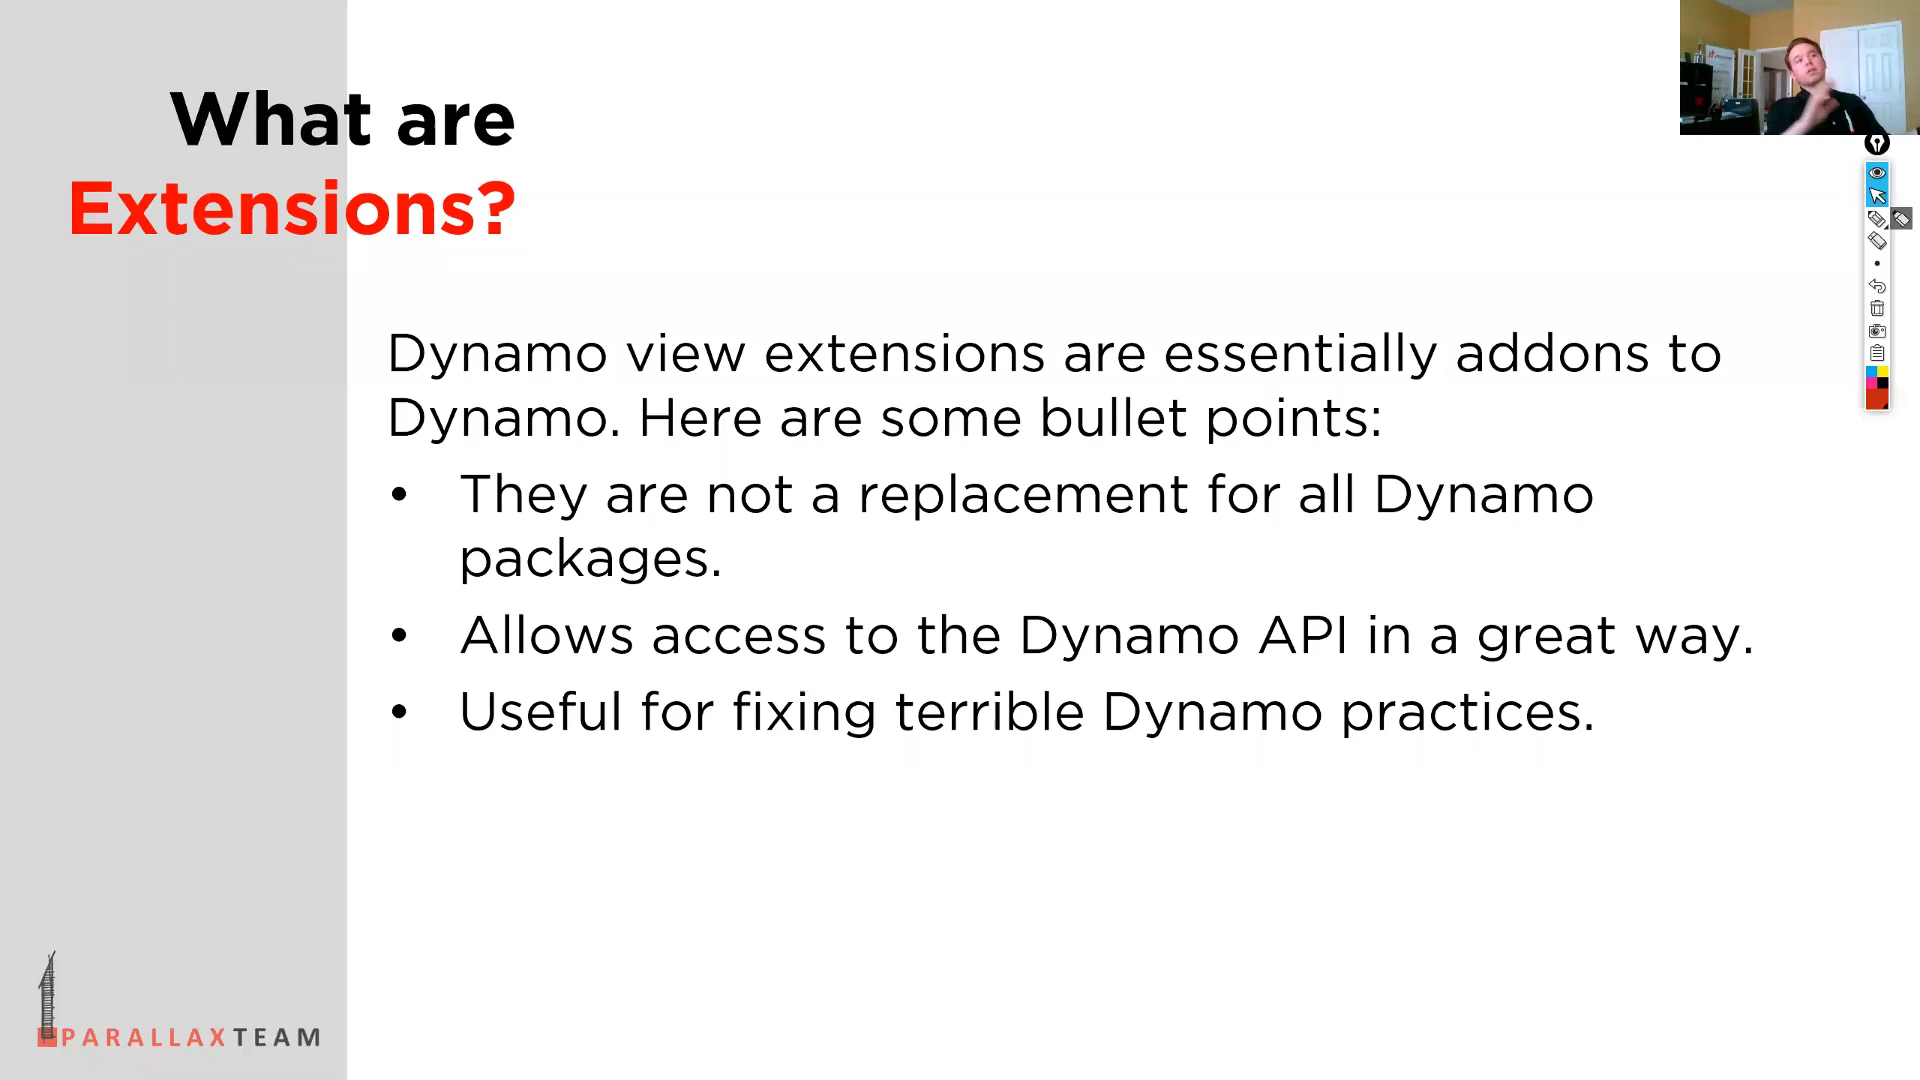 What are
Extensions?
Dynamo view extensions are essentially addons to
Dynamo. Here are some bullet points:
• They are not a replacement for all Dynamo
packages.
• Allows access to the Dynamo API in a great way.
• Useful for fixing terrible Dynamo practices.
PARALLAXTEAM